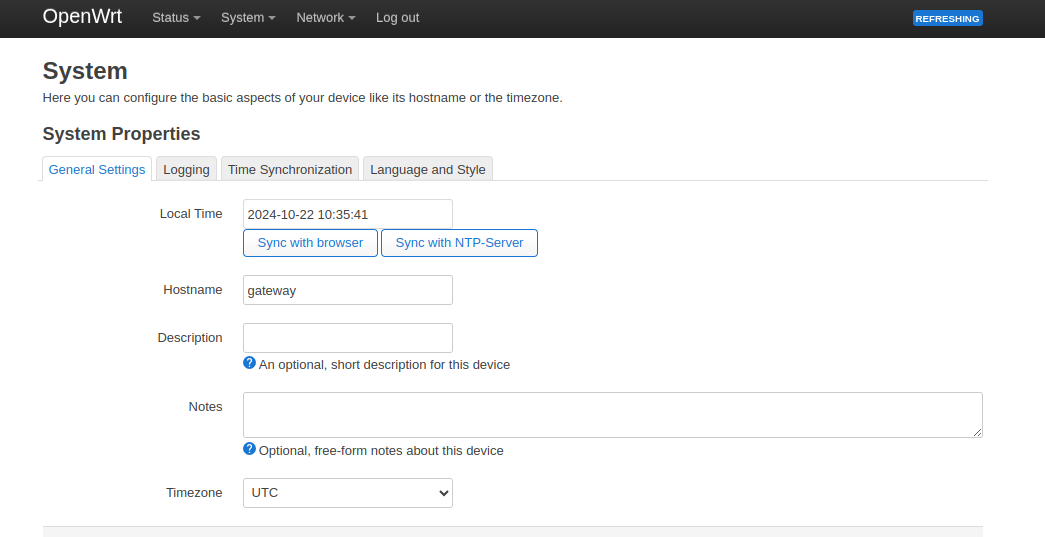 OpenWrt Status System Network Log out REFRESHING
System
Here you can configure the basic aspects of your device like its hostname or the timezone.
System Properties
General Settings Logging Time Synchronization Language and Style
Local Time 2024-10-22 10:35:41
Sync with browser Sync with NTP-Server
Hostname gateway
Description
? An optional, short description for this device
Notes
? Optional, free-form notes about this device
Timezone UTC